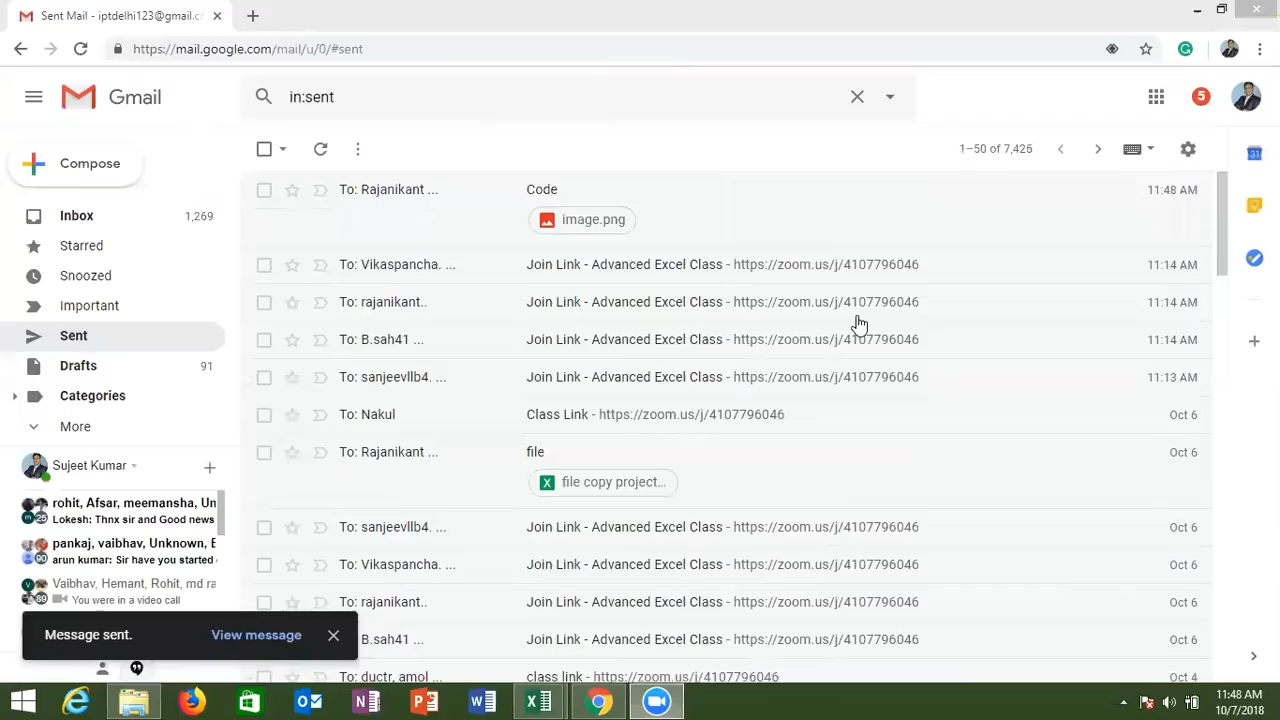 Sent Mail - iptdelhi123@gmail.cc
https://mail.google.com/mail/u/0/#sent
Gmail
in:sent
5
1–50 of 7,426
Compose
Inbox 1,269
Starred
Snoozed
Important
Sent
Drafts 91
Categories
More
Sujeet Kumar
rohit, Afsar, meemansha, Un
25 Lokesh: Thnx sir and Good news
pankaj, vaibhav, Unknown, E
90 arun kumar: Sir have you started
Vaibhav, Hemant, Rohit, md ra
89 You were in a video call
To: Rajanikant ... Code 11:48 AM
image.png
To: Vikaspancha. ... Join Link - Advanced Excel Class - https://zoom.us/j/4107796046 11:14 AM
To: rajanikant.. Join Link - Advanced Excel Class - https://zoom.us/j/4107796046 11:14 AM
To: B.sah41 ... Join Link - Advanced Excel Class - https://zoom.us/j/4107796046 11:14 AM
To: sanjeevllb4. ... Join Link - Advanced Excel Class - https://zoom.us/j/4107796046 11:13 AM
To: Nakul Class Link - https://zoom.us/j/4107796046 Oct 6
To: Rajanikant ... file Oct 6
file copy project...
To: sanjeevllb4. ... Join Link - Advanced Excel Class - https://zoom.us/j/4107796046 Oct 6
To: Vikaspancha. ... Join Link - Advanced Excel Class - https://zoom.us/j/4107796046 Oct 6
To: rajanikant.. Join Link - Advanced Excel Class - https://zoom.us/j/4107796046 Oct 6
B.sah41 ... Join Link - Advanced Excel Class - https://zoom.us/j/4107796046 Oct 6
To: ductr, amol ... class link - https://zoom.us/j/4107796046 Oct 4
Message sent. View message
31
11:48 AM
10/7/2018